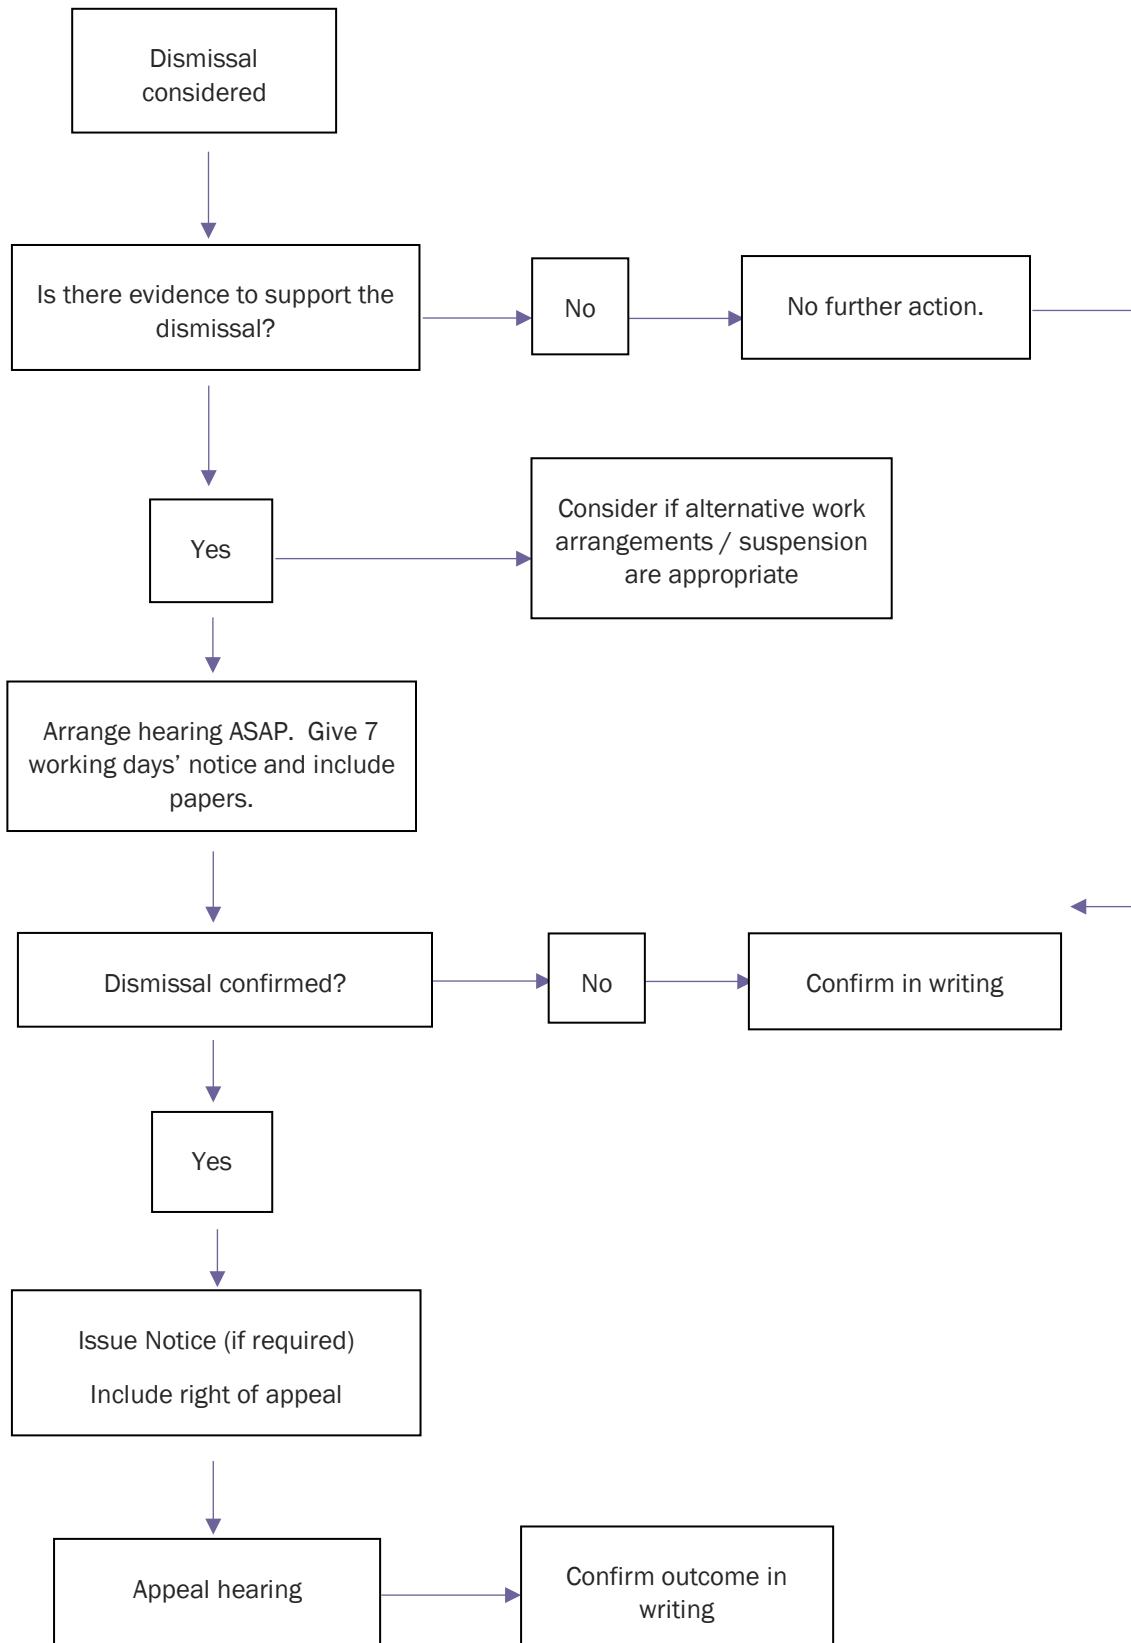 Dismissal
considered
Is there evidence to support the
dismissal?
No
No further action.
Yes
Consider if alternative work
arrangements / suspension
are appropriate
Arrange hearing ASAP.  Give 7
working days’ notice and include
papers.
Dismissal confirmed?
No
Confirm in writing
Yes
Issue Notice (if required)
Include right of appeal
Appeal hearing
Confirm outcome in
writing